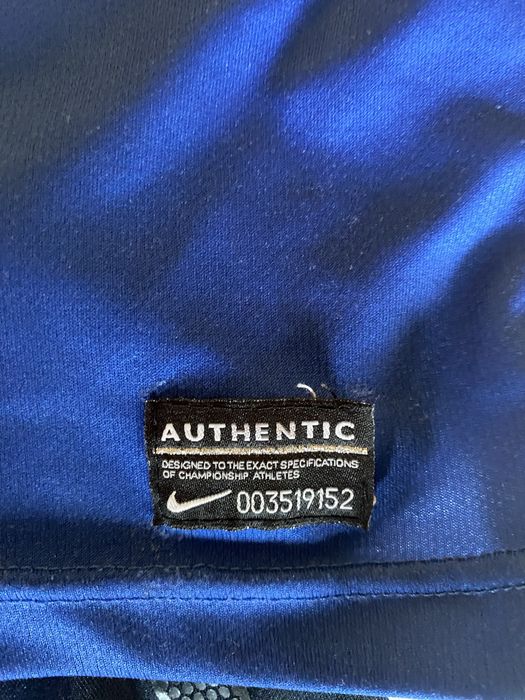 AUTHENTIC
DESIGNED TO THE EXACT SPECIFICATIONS
OF CHAMPIONSHIP ATHLETES
003519152